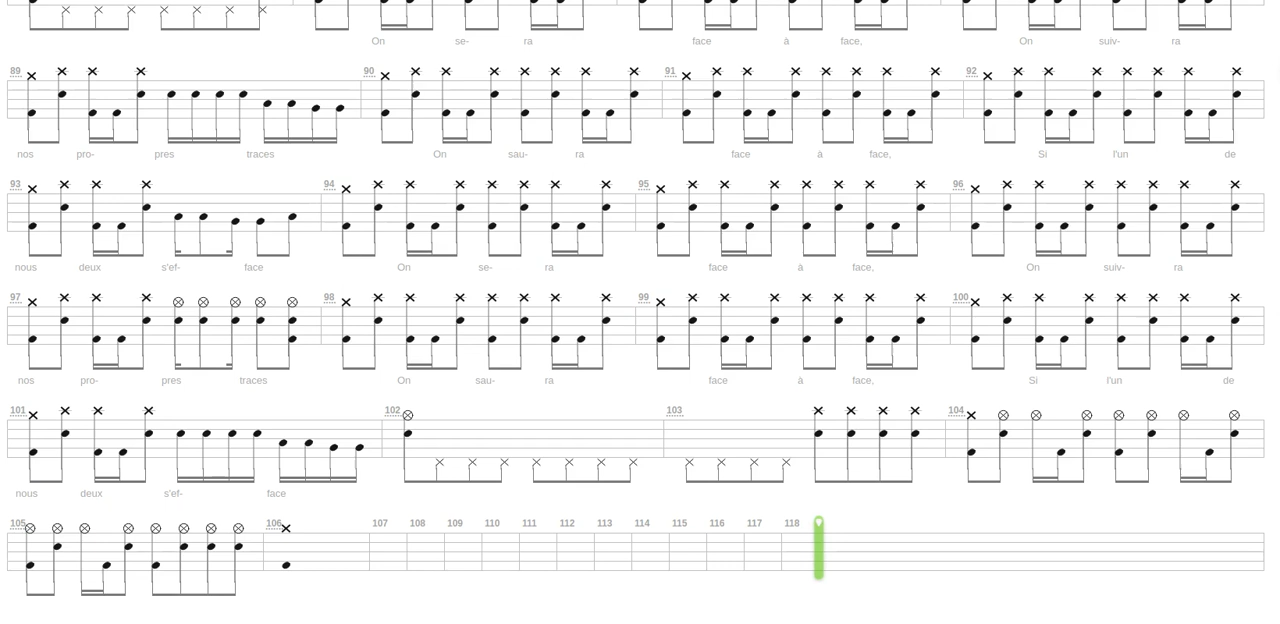 On se- ra face à face, On suiv- ra
89 90 91 92
nos pro- pres traces On sau- ra face à face, Si l'un de
93 94 95 96
nous deux s'ef- face On se- ra face à face, On suiv- ra
97 98 99 100
nos pro- pres traces On sau- ra face à face, Si l'un de
101 102 103 104
nous deux s'ef- face
105 106 107 108 109 110 111 112 113 114 115 116 117 118